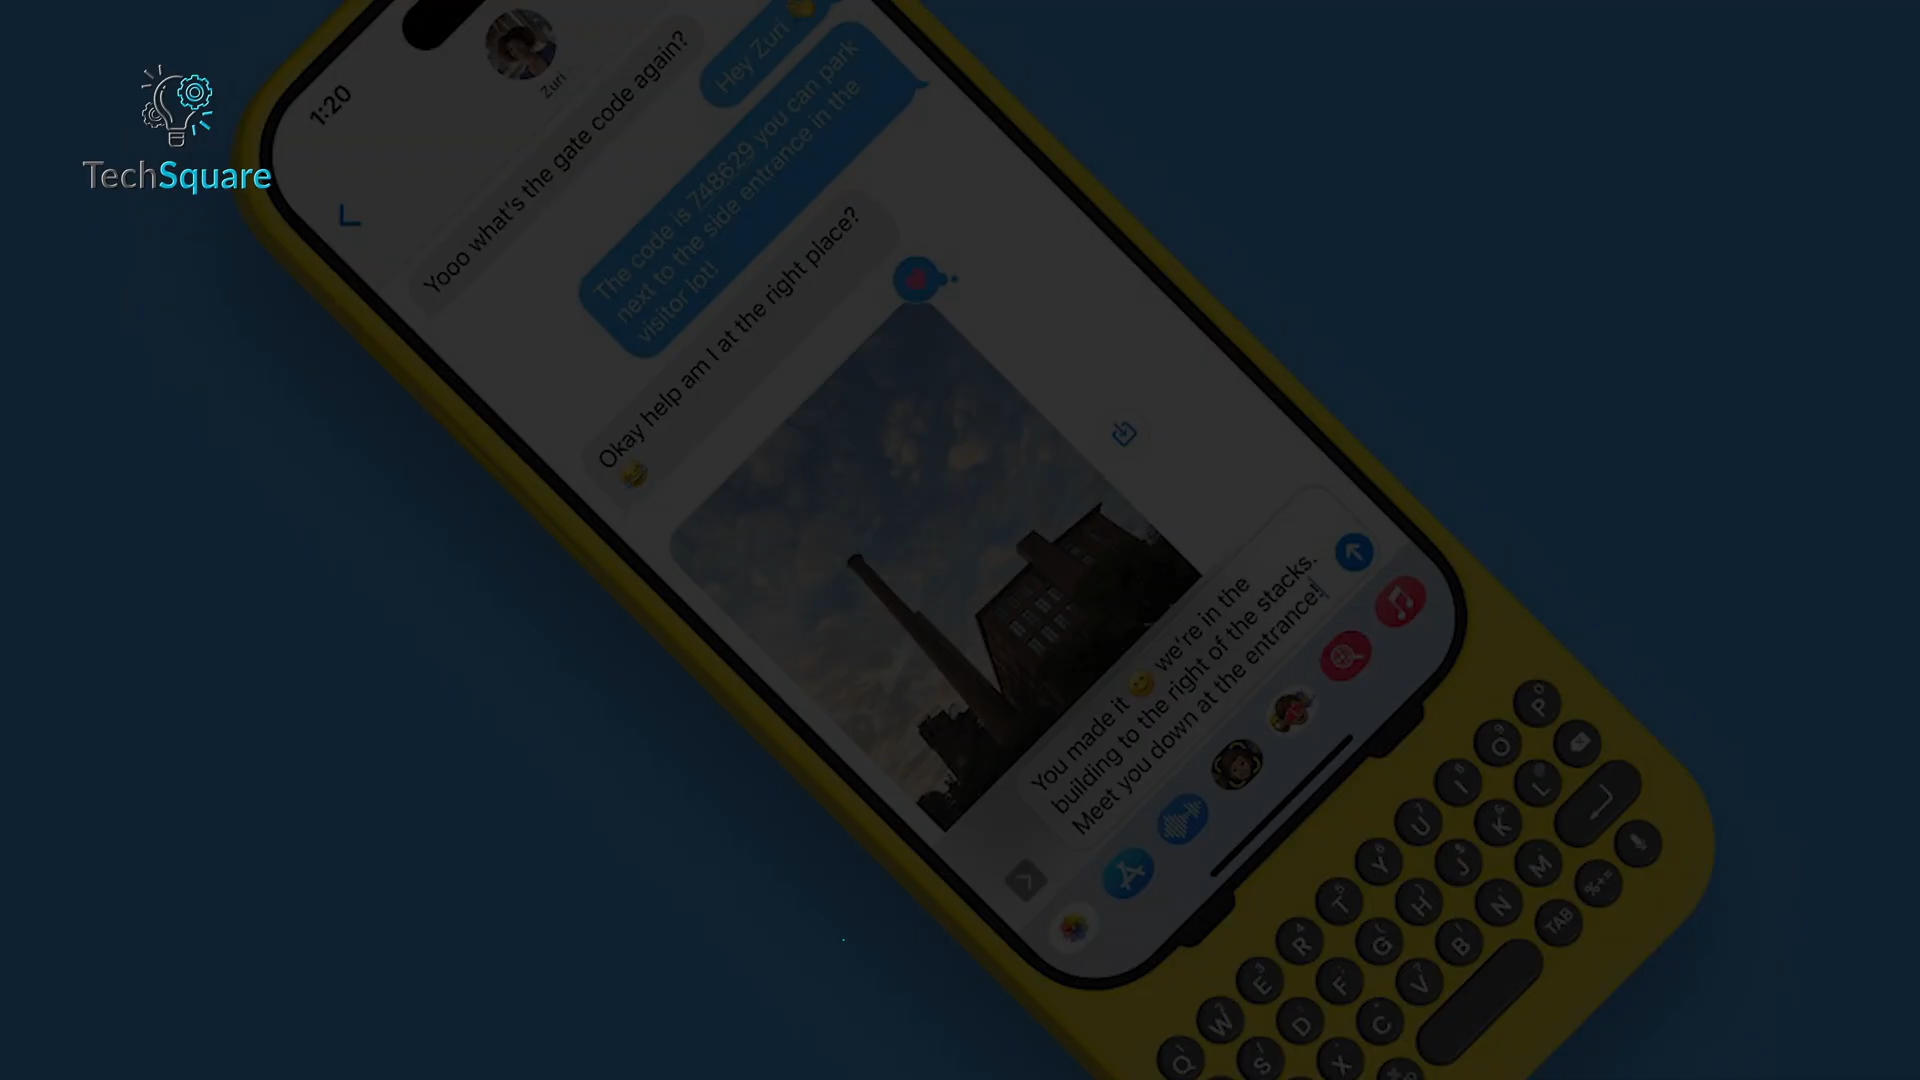 TechSquare
1:20
Zuri
Hey Zuri 👋
Yooo what's the gate code again?
The code is 748629 you can park
next to the side entrance in the
visitor lot!
Okay help am I at the right place?
😅
You made it 😊 we're in the
building to the right of the stacks.
Meet you down at the entrance!
Q W E R T Y U I O P
S D F G H J K L
X C V B N M
TAB